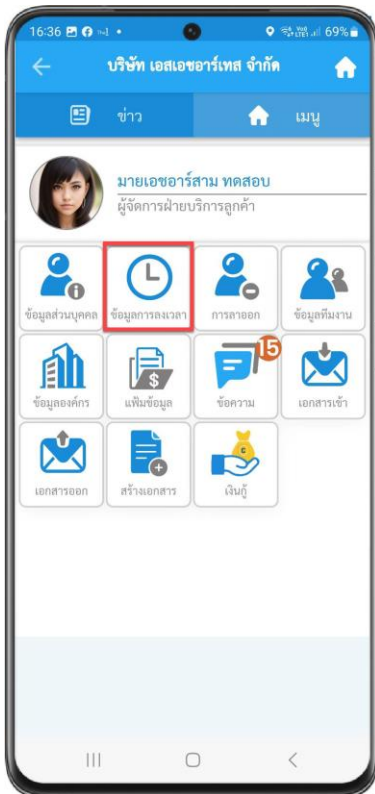 16:36 69%
บริษัท เอสเอชอาร์เทส จำกัด
ข่าว เมนู
มายเอชอาร์สาม ทดสอบ
ผู้จัดการฝ่ายบริการลูกค้า
ข้อมูลส่วนบุคคล ข้อมูลการลงเวลา การลาออก ข้อมูลทีมงาน
15
ข้อมูลองค์กร แฟ้มข้อมูล ข้อความ เอกสารเข้า
เอกสารออก สร้างเอกสาร เงินกู้